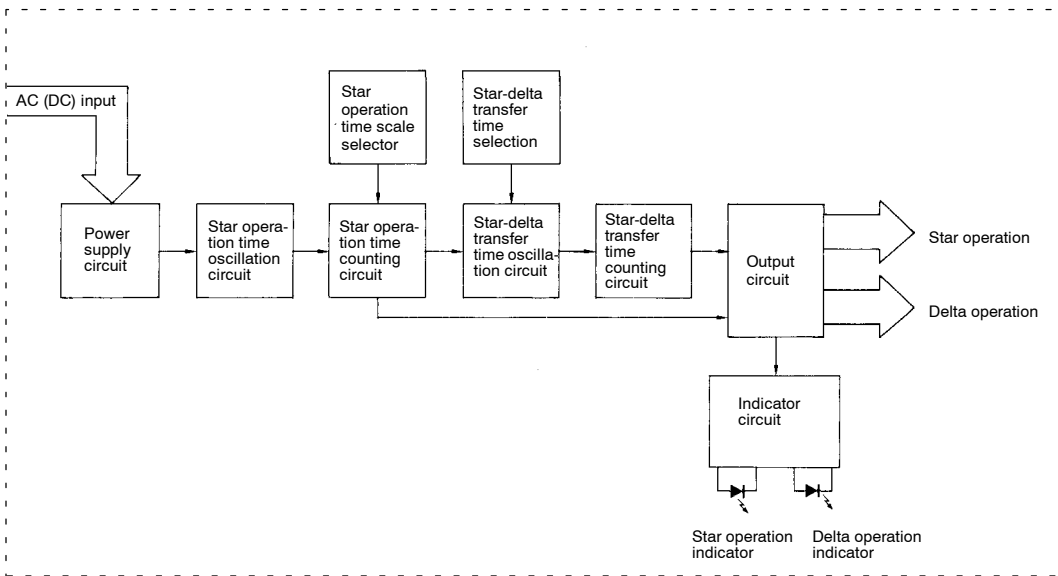 AC (DC) input
Star
operation
time scale
selector
Star-delta
transfer
time
selection
Power
supply
circuit
Star opera-
tion time
oscillation
circuit
Star opera-
tion time
counting
circuit
Star-delta
transfer
time oscilla-
tion circuit
Star-delta
transfer
time
counting
circuit
Output
circuit
Star operation
Delta operation
Indicator
circuit
Star operation
indicator
Delta operation
indicator